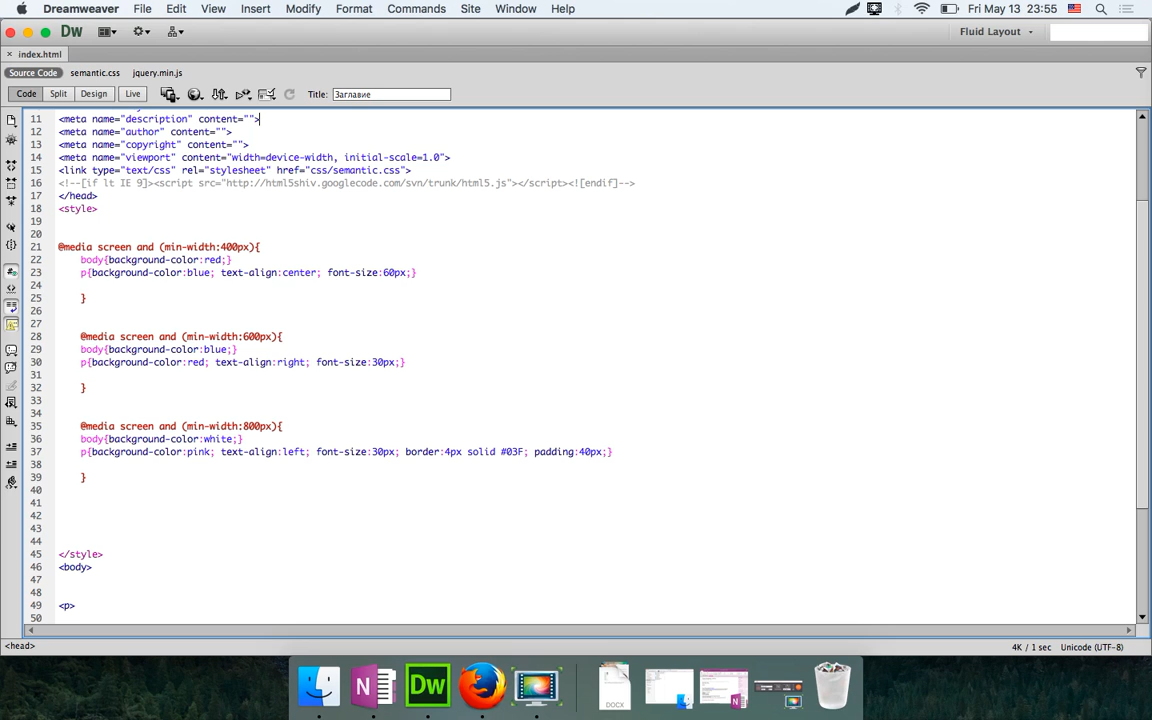 Dreamweaver File Edit View Insert Modify Format Commands Site Window Help Fri May 13 23:55
Dw Fluid Layout
× index.html
Source Code semantic.css jquery.min.js
Code Split Design Live Title: Заглавие
11 <meta name="description" content="">
12 <meta name="author" content="">
13 <meta name="copyright" content="">
14 <meta name="viewport" content="width=device-width, initial-scale=1.0">
15 <link type="text/css" rel="stylesheet" href="css/semantic.css">
16 <!--[if lt IE 9]><script src="http://html5shiv.googlecode.com/svn/trunk/html5.js"></script><![endif]-->
17 </head>
18 <style>
19
20
21 @media screen and (min-width:400px){
22 body{background-color:red;}
23 p{background-color:blue; text-align:center; font-size:60px;}
24
25 }
26
27
28 @media screen and (min-width:600px){
29 body{background-color:blue;}
30 p{background-color:red; text-align:right; font-size:30px;}
31
32 }
33
34
35 @media screen and (min-width:800px){
36 body{background-color:white;}
37 p{background-color:pink; text-align:left; font-size:30px; border:4px solid #03F; padding:40px;}
38
39 }
40
41
42
43
44
45 </style>
46 <body>
47
48
49 <p>
50
<head> 4K / 1 sec Unicode (UTF-8)
N Dw
DOCX